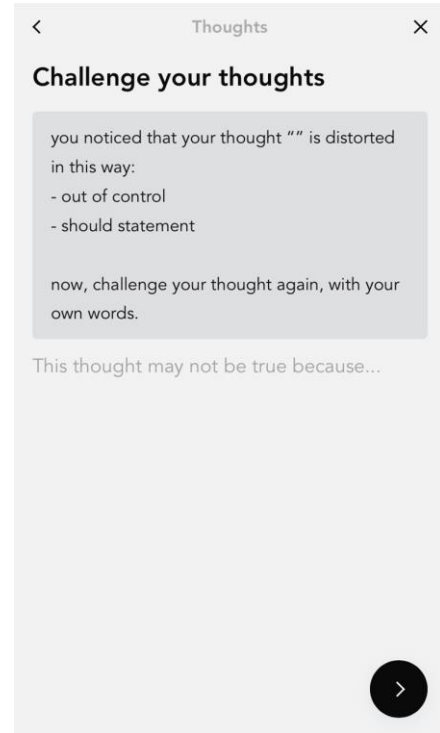 Thoughts
Challenge your thoughts
you noticed that your thought “” is distorted
in this way:
- out of control
- should statement
now, challenge your thought again, with your
own words.
This thought may not be true because...